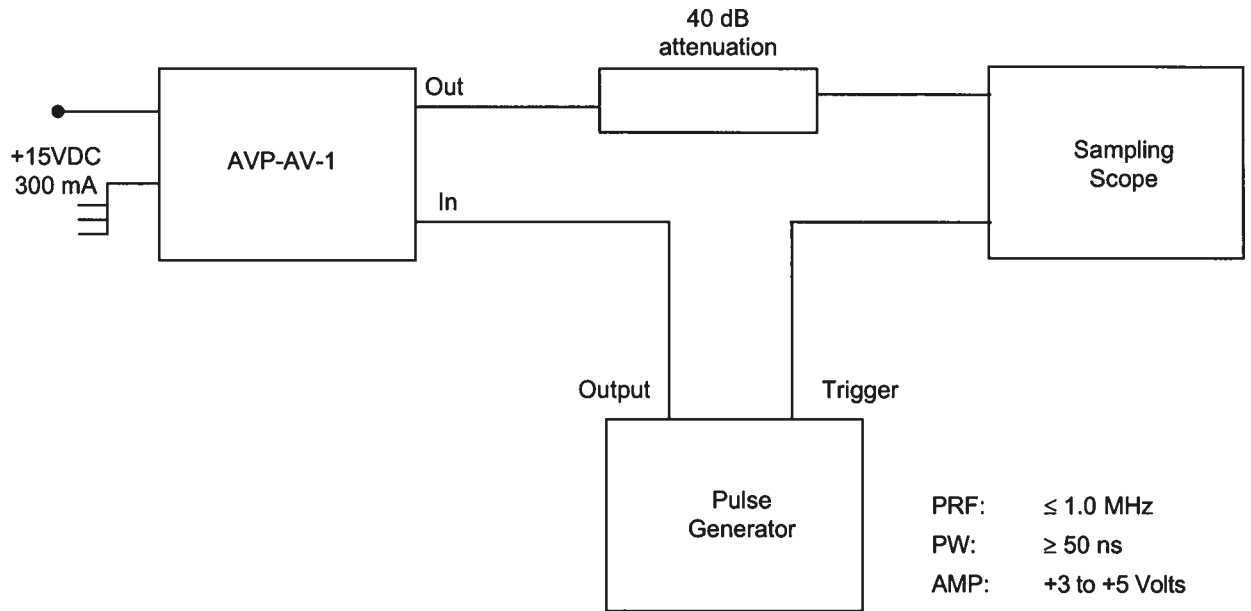 40 dB
attenuation
Out
+15VDC
300 mA
AVP-AV-1
Sampling
Scope
In
Output
Trigger
Pulse
Generator
PRF: ≤ 1.0 MHz
PW: ≥ 50 ns
AMP: +3 to +5 Volts